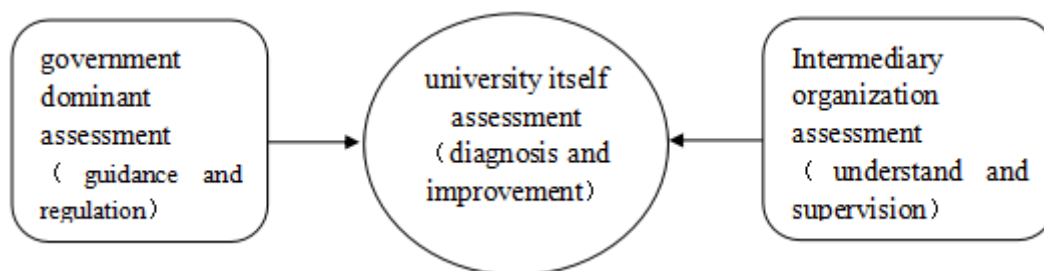 government
dominant
assessment
（ guidance and
regulation）
university itself
assessment
（diagnosis and
improvement）
Intermediary
organization
assessment
（ understand and
supervision）